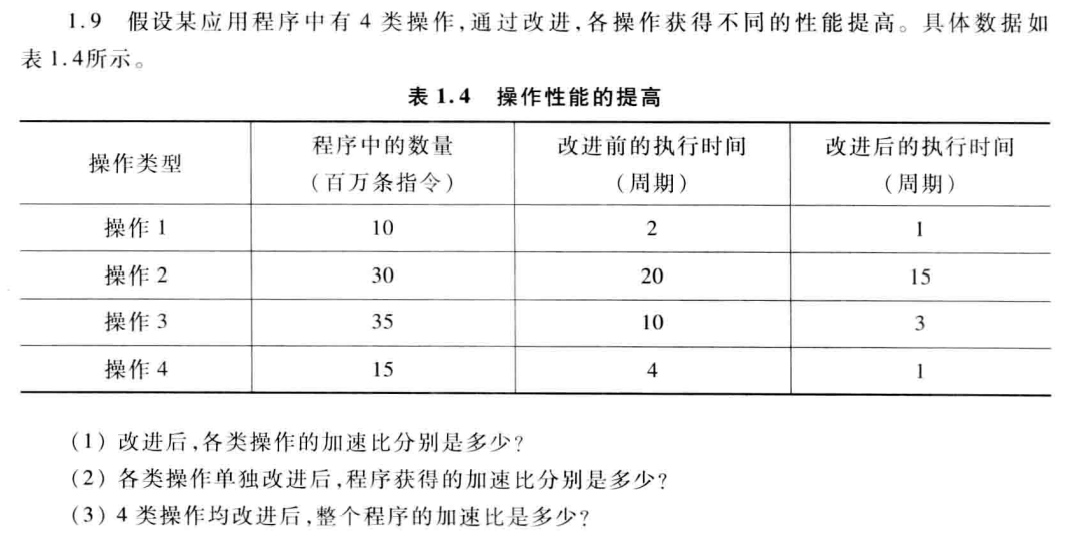 1.9 假设某应用程序中有 4 类操作,通过改进,各操作获得不同的性能提高。具体数据如
表 1.4所示。
表 1.4 操作性能的提高
操作类型 程序中的数量 (百万条指令) 改进前的执行时间 (周期) 改进后的执行时间 (周期)
操作 1 10 2 1
操作 2 30 20 15
操作 3 35 10 3
操作 4 15 4 1
(1) 改进后,各类操作的加速比分别是多少?
(2) 各类操作单独改进后,程序获得的加速比分别是多少?
(3) 4 类操作均改进后,整个程序的加速比是多少?